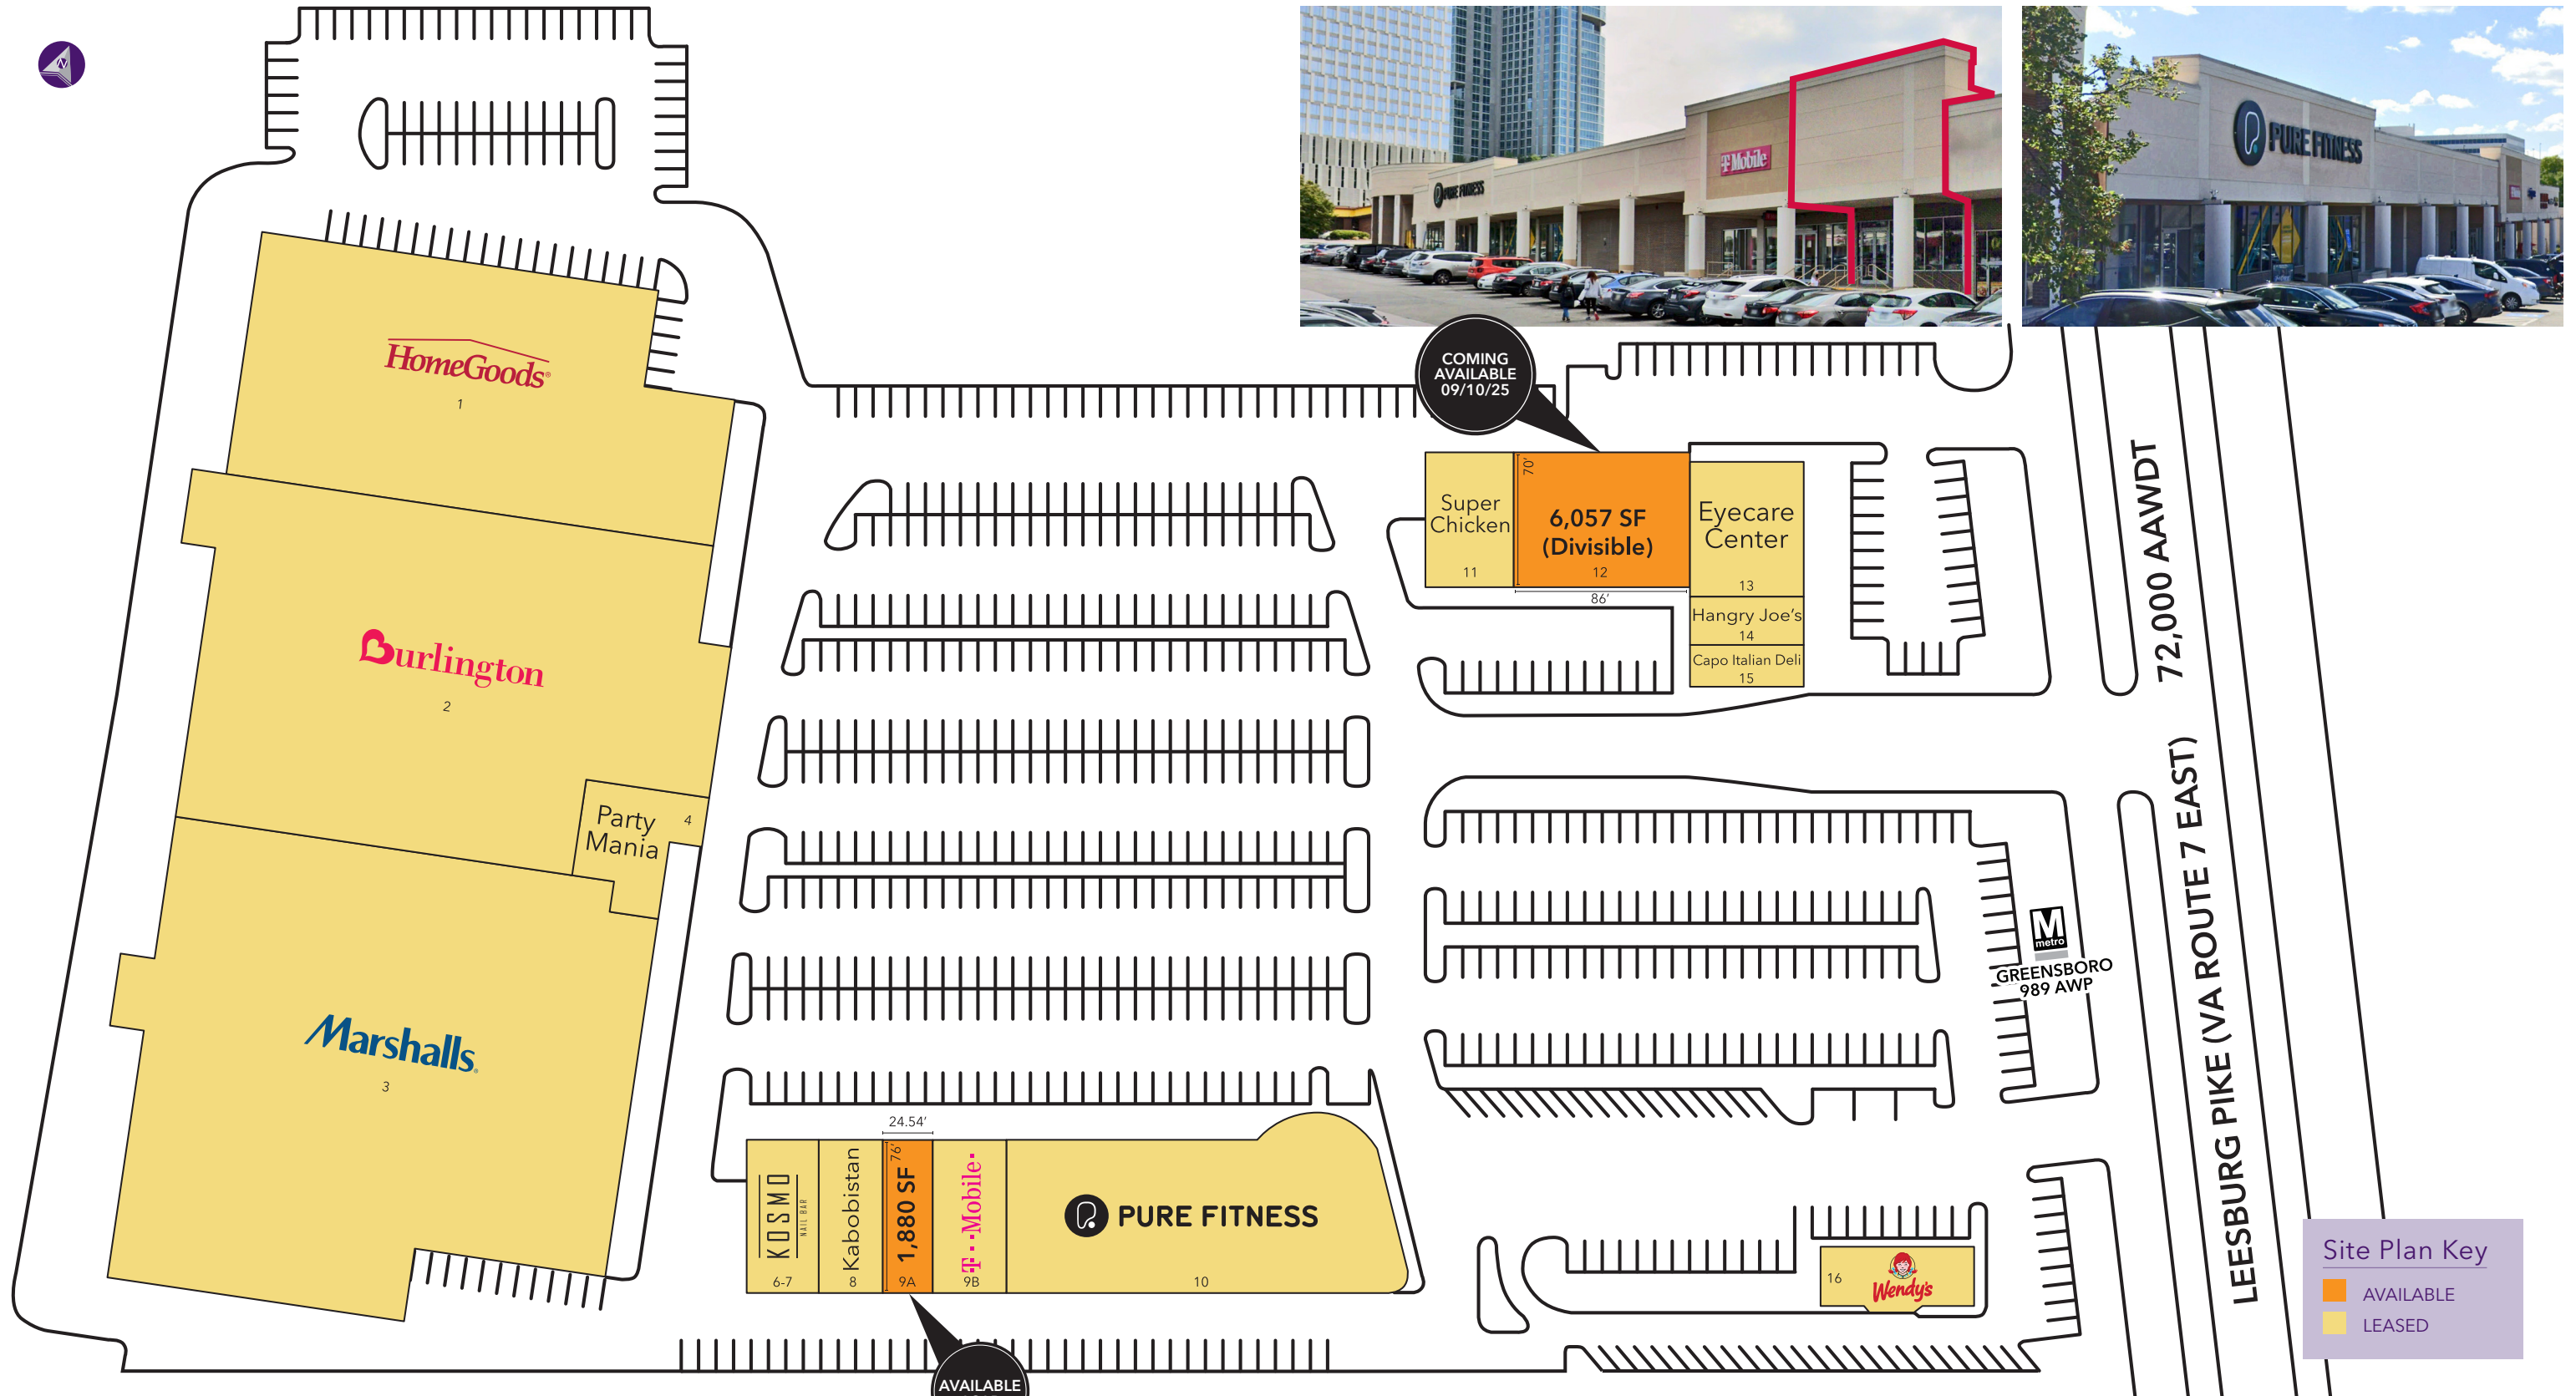 N
PURE FITNESS
T Mobile
PURE FITNESS
COMING
AVAILABLE
09/10/25
HomeGoods®
1
Burlington
2
Party
Mania
4
Marshalls®
3
Super
Chicken
11
70'
6,057 SF
(Divisible)
12
86'
Eyecare
Center
13
Hangry Joe's
14
Capo Italian Deli
15
72,000 AAWDT
LEESBURG PIKE (VA ROUTE 7 EAST)
M
metro
GREENSBORO
989 AWP
24.54'
KOSMO
NAIL BAR
6-7
Kabobistan
8
76'
1,880 SF
9A
T Mobile
9B
PURE FITNESS
10
16
Wendy's
AVAILABLE
Site Plan Key
AVAILABLE
LEASED